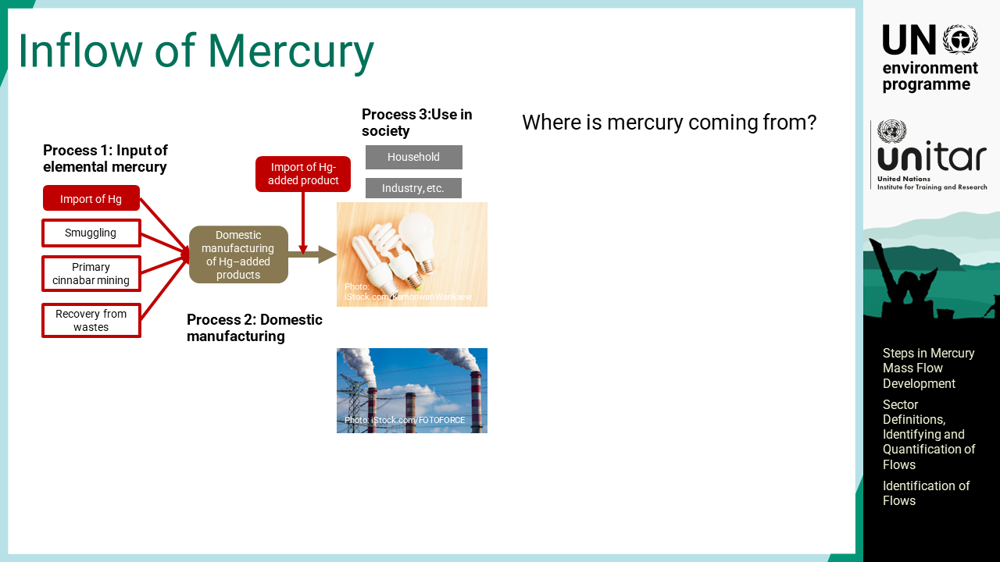 Inflow of Mercury
Process 1: Input of
elemental mercury
Import of Hg
Smuggling
Primary
cinnabar mining
Recovery from
wastes
Domestic
manufacturing
of Hg–added
products
Process 2: Domestic
manufacturing
Import of Hg-
added product
Process 3:Use in
society
Household
Industry, etc.
Photo:
iStock.com/KamonwanWankaew
Photo: iStock.com/FOTOFORCE
Where is mercury coming from?
UN
environment
programme
unitar
United Nations
Institute for Training and Research
Steps in Mercury
Mass Flow
Development
Sector
Definitions,
Identifying and
Quantification of
Flows
Identification of
Flows